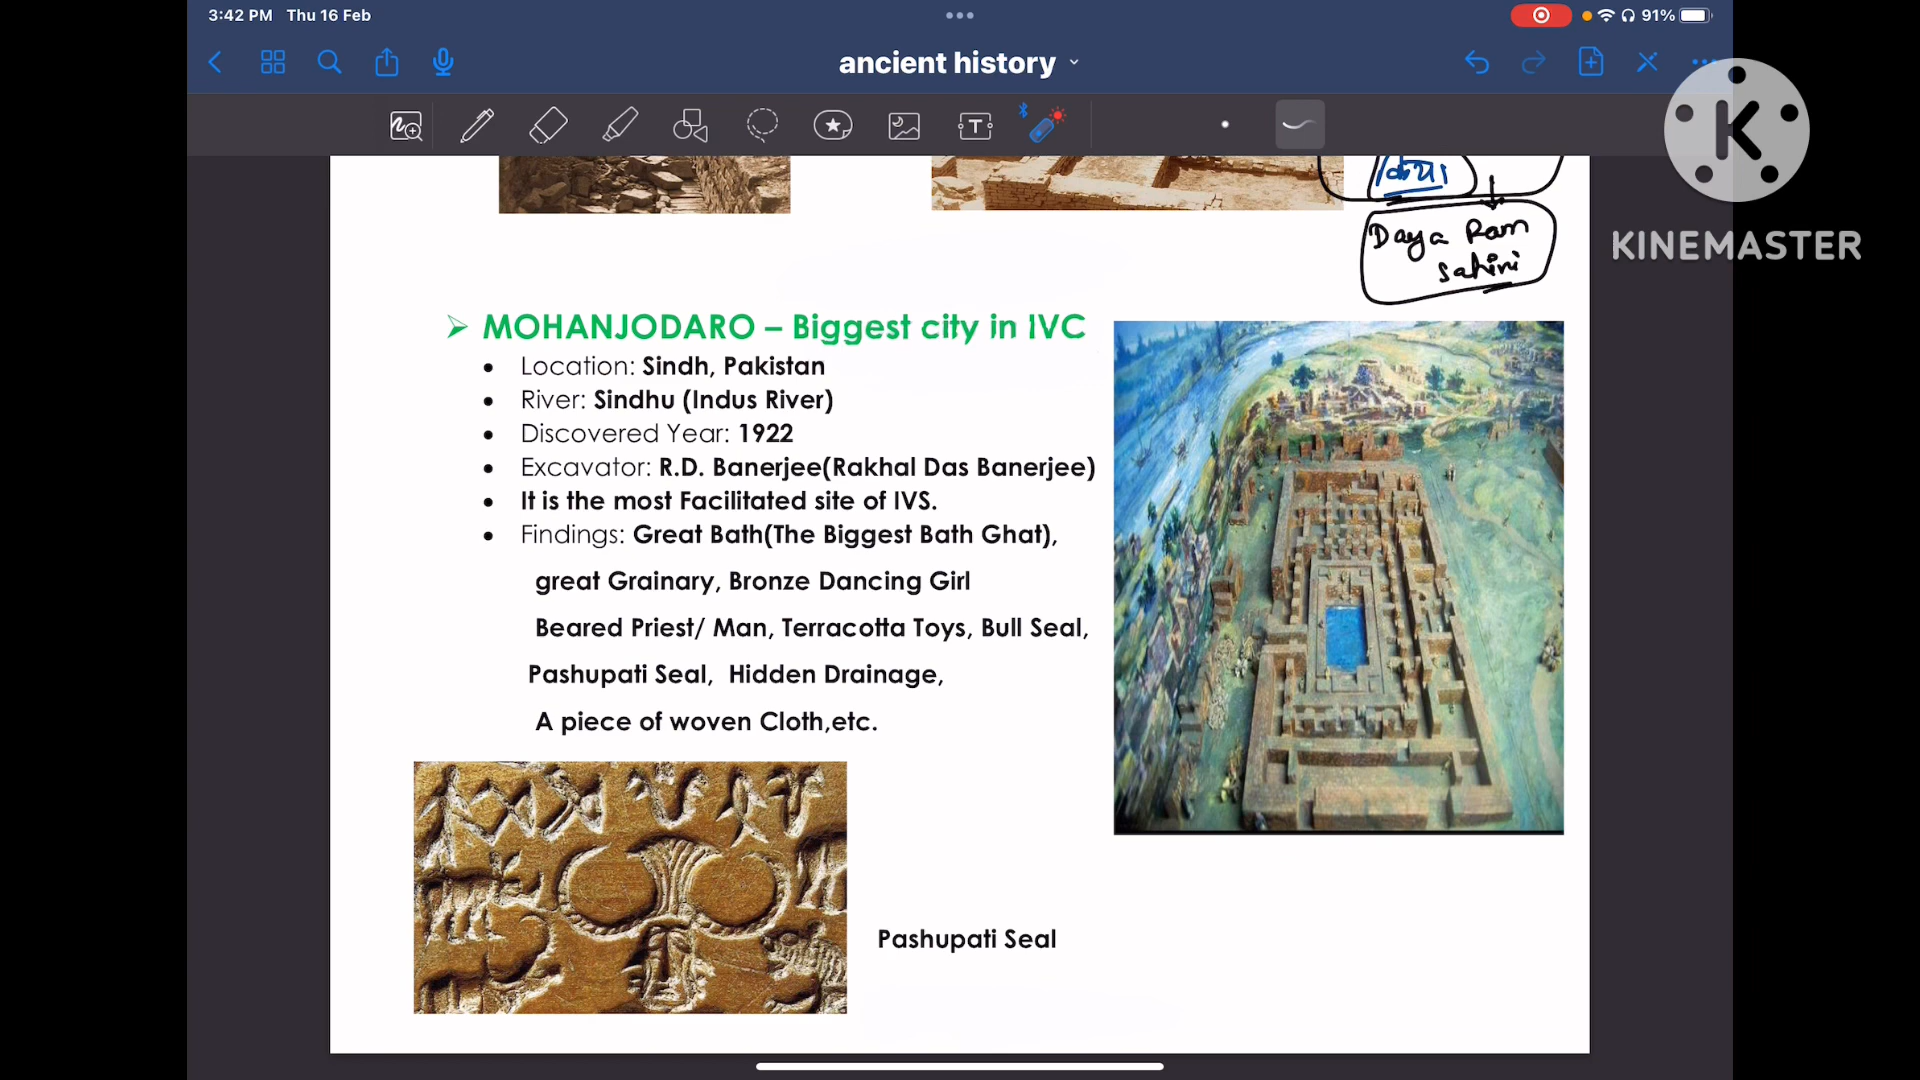 3:42 PM Thu 16 Feb
91%
ancient history
K
KINEMASTER
T
Daya Ram
Sahini
MOHANJODARO – Biggest city in IVC
Location: Sindh, Pakistan
River: Sindhu (Indus River)
Discovered Year: 1922
Excavator: R.D. Banerjee(Rakhal Das Banerjee)
It is the most Facilitated site of IVS.
Findings: Great Bath(The Biggest Bath Ghat),
great Grainary, Bronze Dancing Girl
Beared Priest/ Man, Terracotta Toys, Bull Seal,
Pashupati Seal, Hidden Drainage,
A piece of woven Cloth,etc.
Pashupati Seal